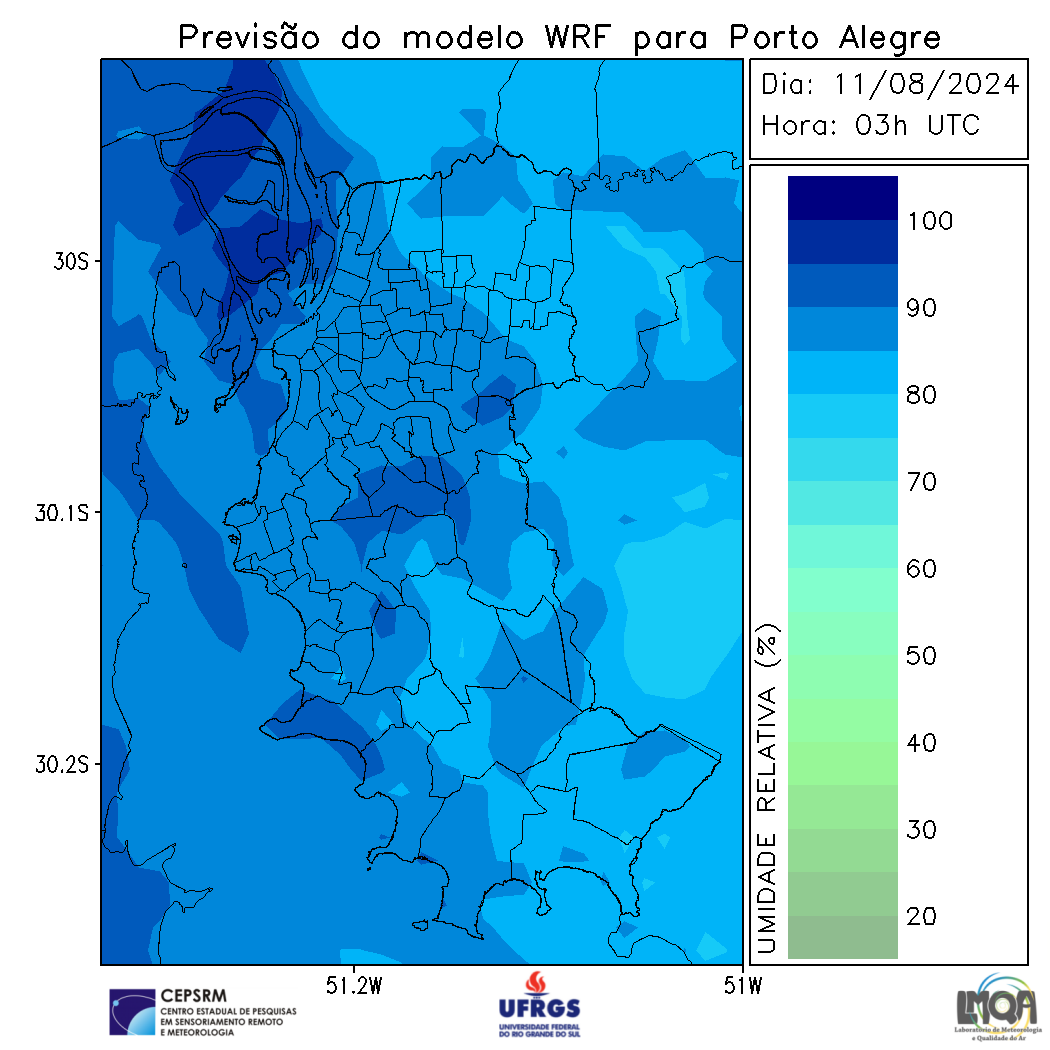 Previsão do modelo WRF para Porto Alegre
Dia: 11/08/2024
Hora: 03h UTC
30S
30.1S
30.2S
51.2W
51W
100
90
80
70
60
50
40
30
20
UMIDADE RELATIVA (%)
CEPSRM
CENTRO ESTADUAL DE PESQUISAS
EM SENSORIAMENTO REMOTO
E METEOROLOGIA
UFRGS
UNIVERSIDADE FEDERAL
DO RIO GRANDE DO SUL
LMQA
Laboratório de Meteorologia
e Qualidade do Ar